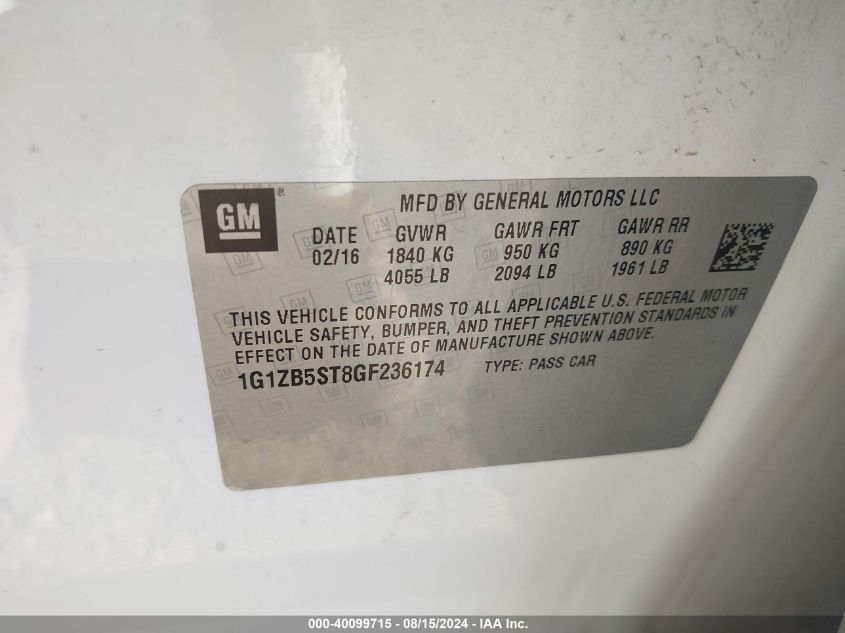 GM ®
MFD BY GENERAL MOTORS LLC
DATE GVWR GAWR FRT GAWR RR
02/16 1840 KG 950 KG 890 KG
4055 LB 2094 LB 1961 LB
THIS VEHICLE CONFORMS TO ALL APPLICABLE U.S. FEDERAL MOTOR
VEHICLE SAFETY, BUMPER, AND THEFT PREVENTION STANDARDS IN
EFFECT ON THE DATE OF MANUFACTURE SHOWN ABOVE.
1G1ZB5ST8GF236174 TYPE: PASS CAR
000-40099715 - 08/15/2024 - IAA Inc.